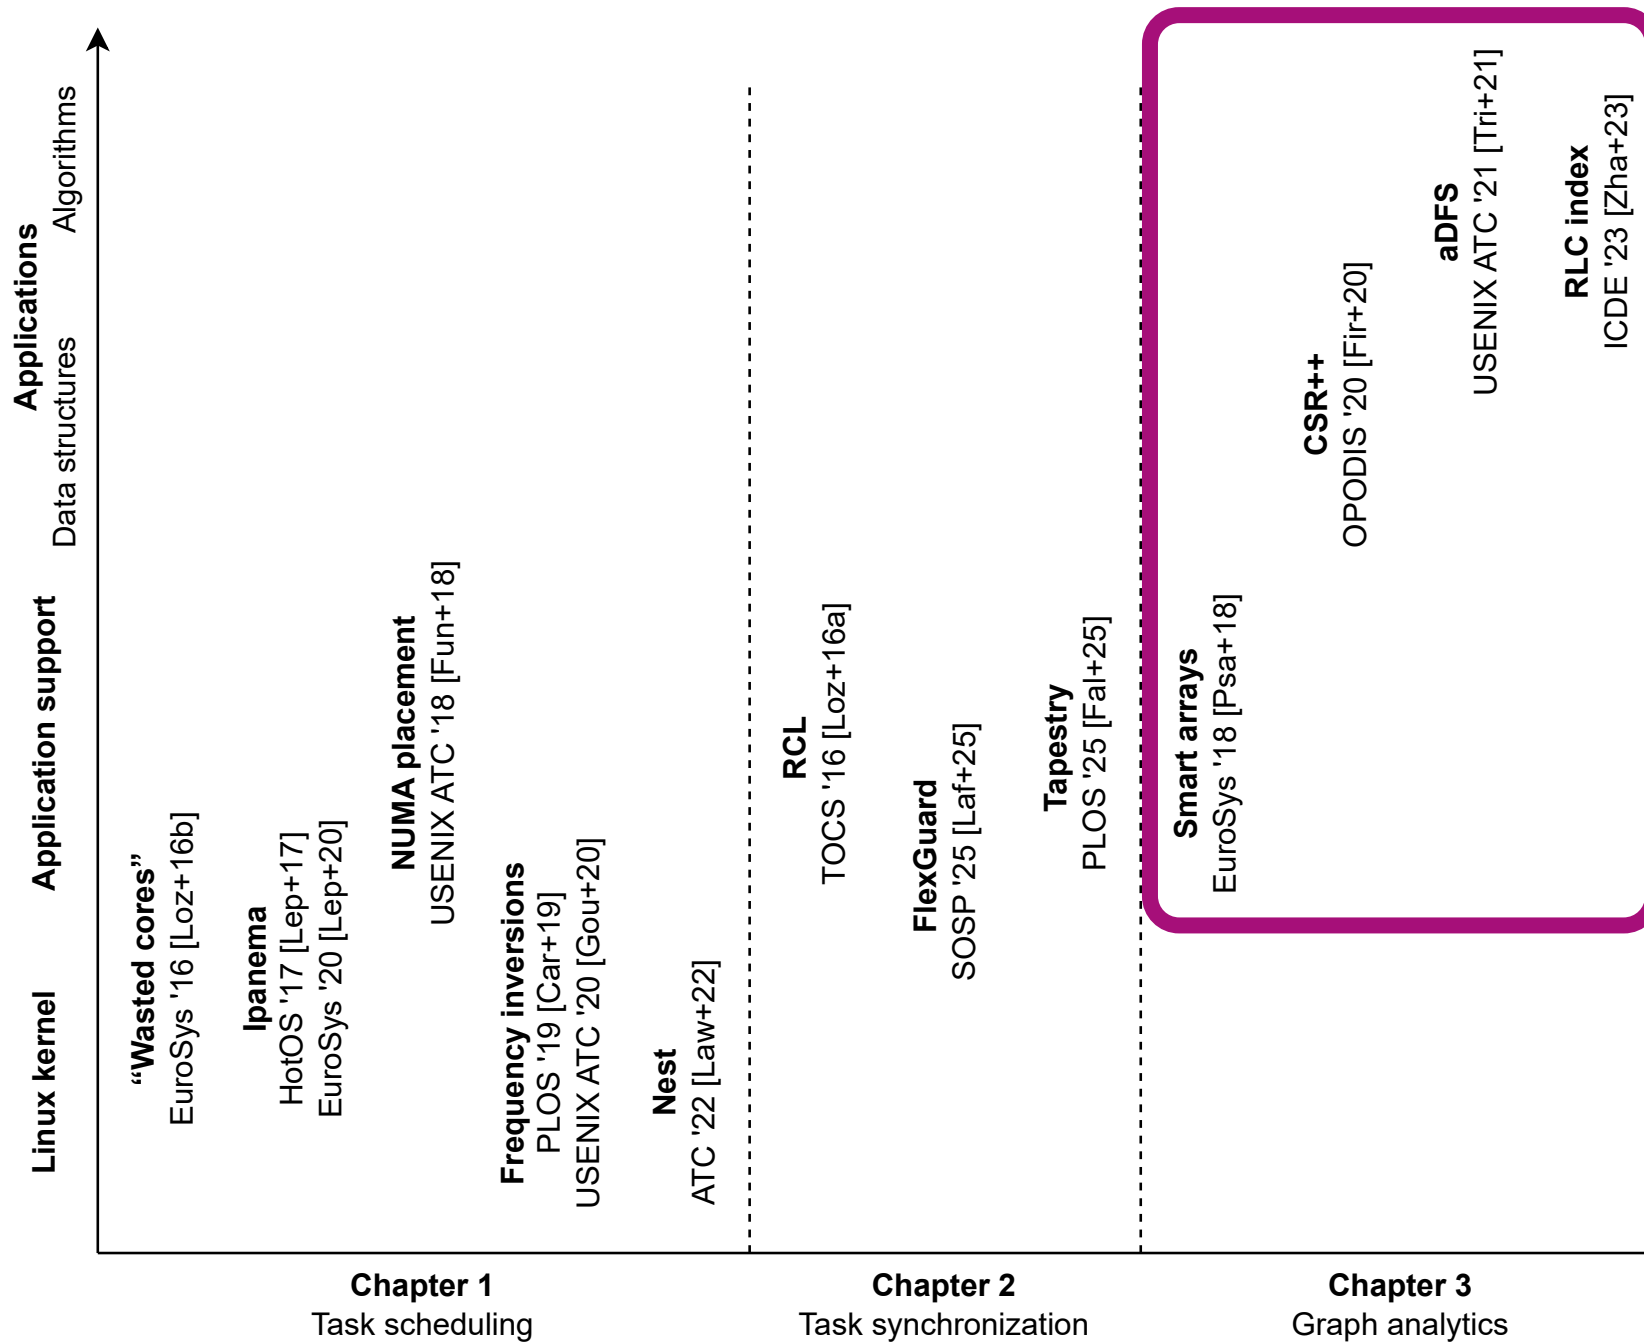 Applications
Algorithms
Data structures
Application support
Linux kernel
“Wasted cores”
EuroSys '16 [Loz+16b]
Ipanema
HotOS '17 [Lep+17]
EuroSys '20 [Lep+20]
NUMA placement
USENIX ATC '18 [Fun+18]
Frequency inversions
PLOS '19 [Car+19]
USENIX ATC '20 [Gou+20]
Nest
ATC '22 [Law+22]
RCL
TOCS '16 [Loz+16a]
FlexGuard
SOSP '25 [Laf+25]
Tapestry
PLOS '25 [Fal+25]
Smart arrays
EuroSys '18 [Psa+18]
CSR++
OPODIS '20 [Fir+20]
aDFS
USENIX ATC '21 [Tri+21]
RLC index
ICDE '23 [Zha+23]
Chapter 1
Task scheduling
Chapter 2
Task synchronization
Chapter 3
Graph analytics